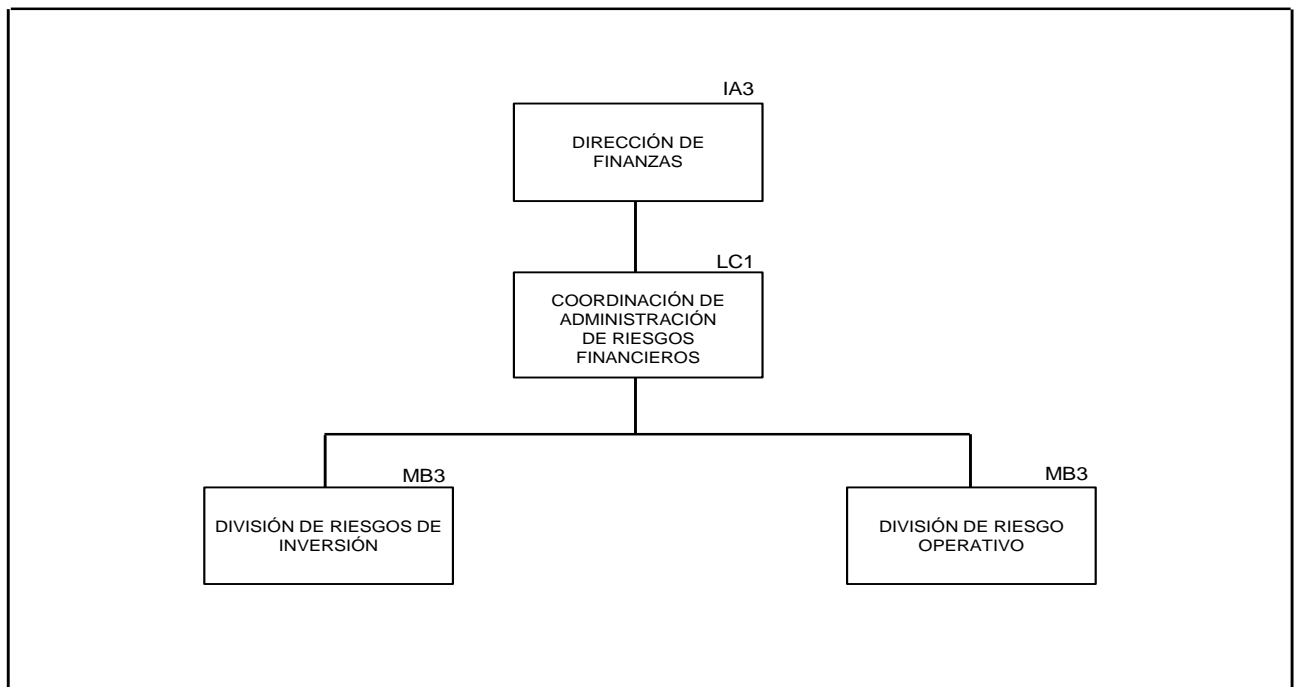 IA3
DIRECCIÓN DE
FINANZAS
LC1
COORDINACIÓN DE
ADMINISTRACIÓN
DE RIESGOS
FINANCIEROS
MB3
DIVISIÓN DE RIESGOS DE
INVERSIÓN
MB3
DIVISIÓN DE RIESGO
OPERATIVO